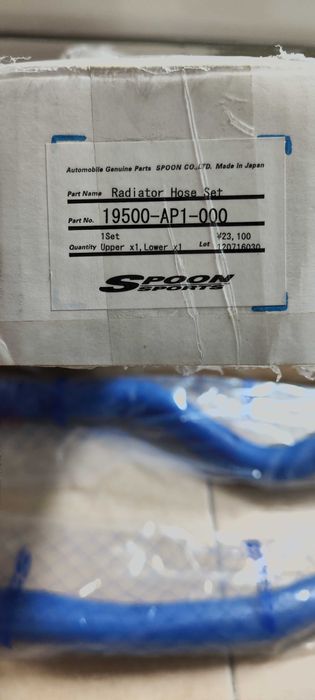 Automobile Genuine Parts SPOON CO.,LTD. Made in Japan
Part Name Radiator Hose Set
Part No. 19500-AP1-000
1Set ¥23,100
Quantity Upper x1,Lower x1 Lot 120716030
SPOON
SPORTS